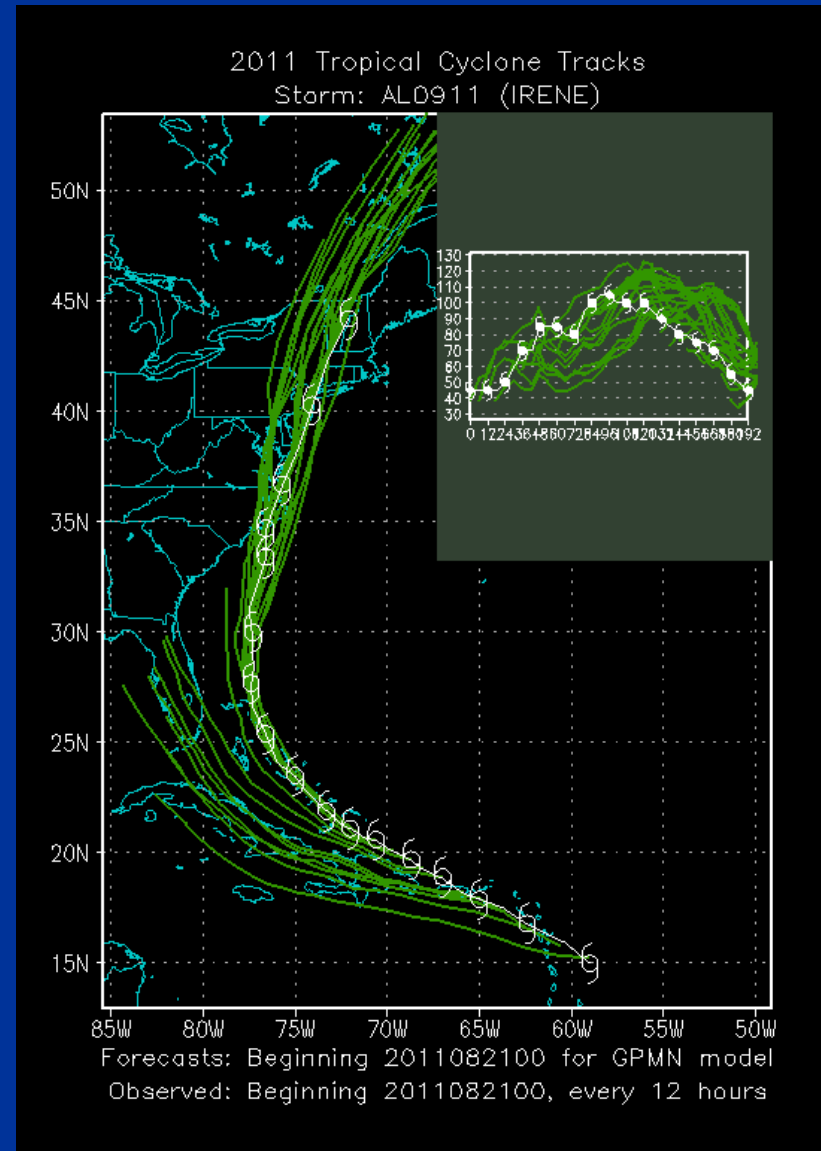 2011 Tropical Cyclone Tracks
Storm: AL0911 (IRENE)
50N
45N
40N
35N
30N
25N
20N
15N
130
120
110
100
90
80
70
60
50
40
30
0
85W 80W 75W 70W 65W 60W 55W 50W
Forecasts: Beginning 2011082100 for GPMN model
Observed: Beginning 2011082100, every 12 hours